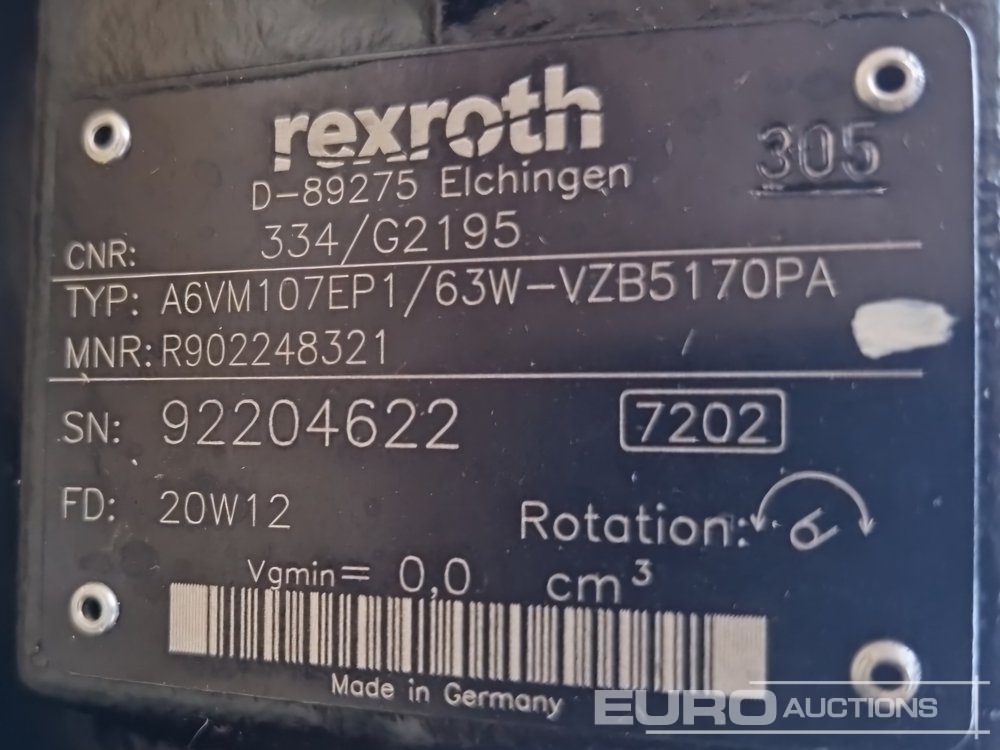 rexroth
D-89275 Elchingen
305
CNR: 334/G2195
TYP: A6VM107EP1/63W-VZB5170PA
MNR: R902248321
SN: 92204622 7202
FD: 20W12
Rotation:
Vgmin= 0,0 cm³
Made in Germany
EURO AUCTIONS